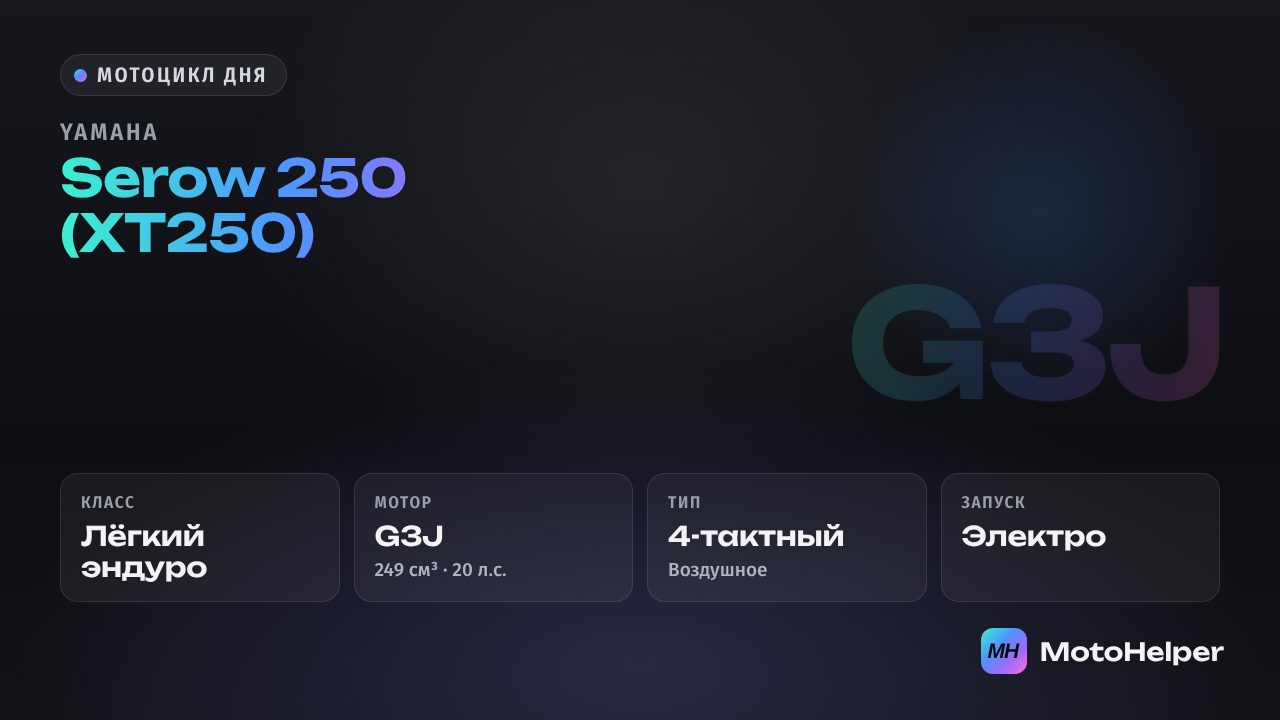 МОТОЦИКЛ ДНЯ
YAMAHA
Serow 250
(XT250)
G3J
КЛАСС
Лёгкий
эндуро
МОТОР
G3J
249 см³ · 20 л.с.
ТИП
4-тактный
Воздушное
ЗАПУСК
Электро
MH MotoHelper